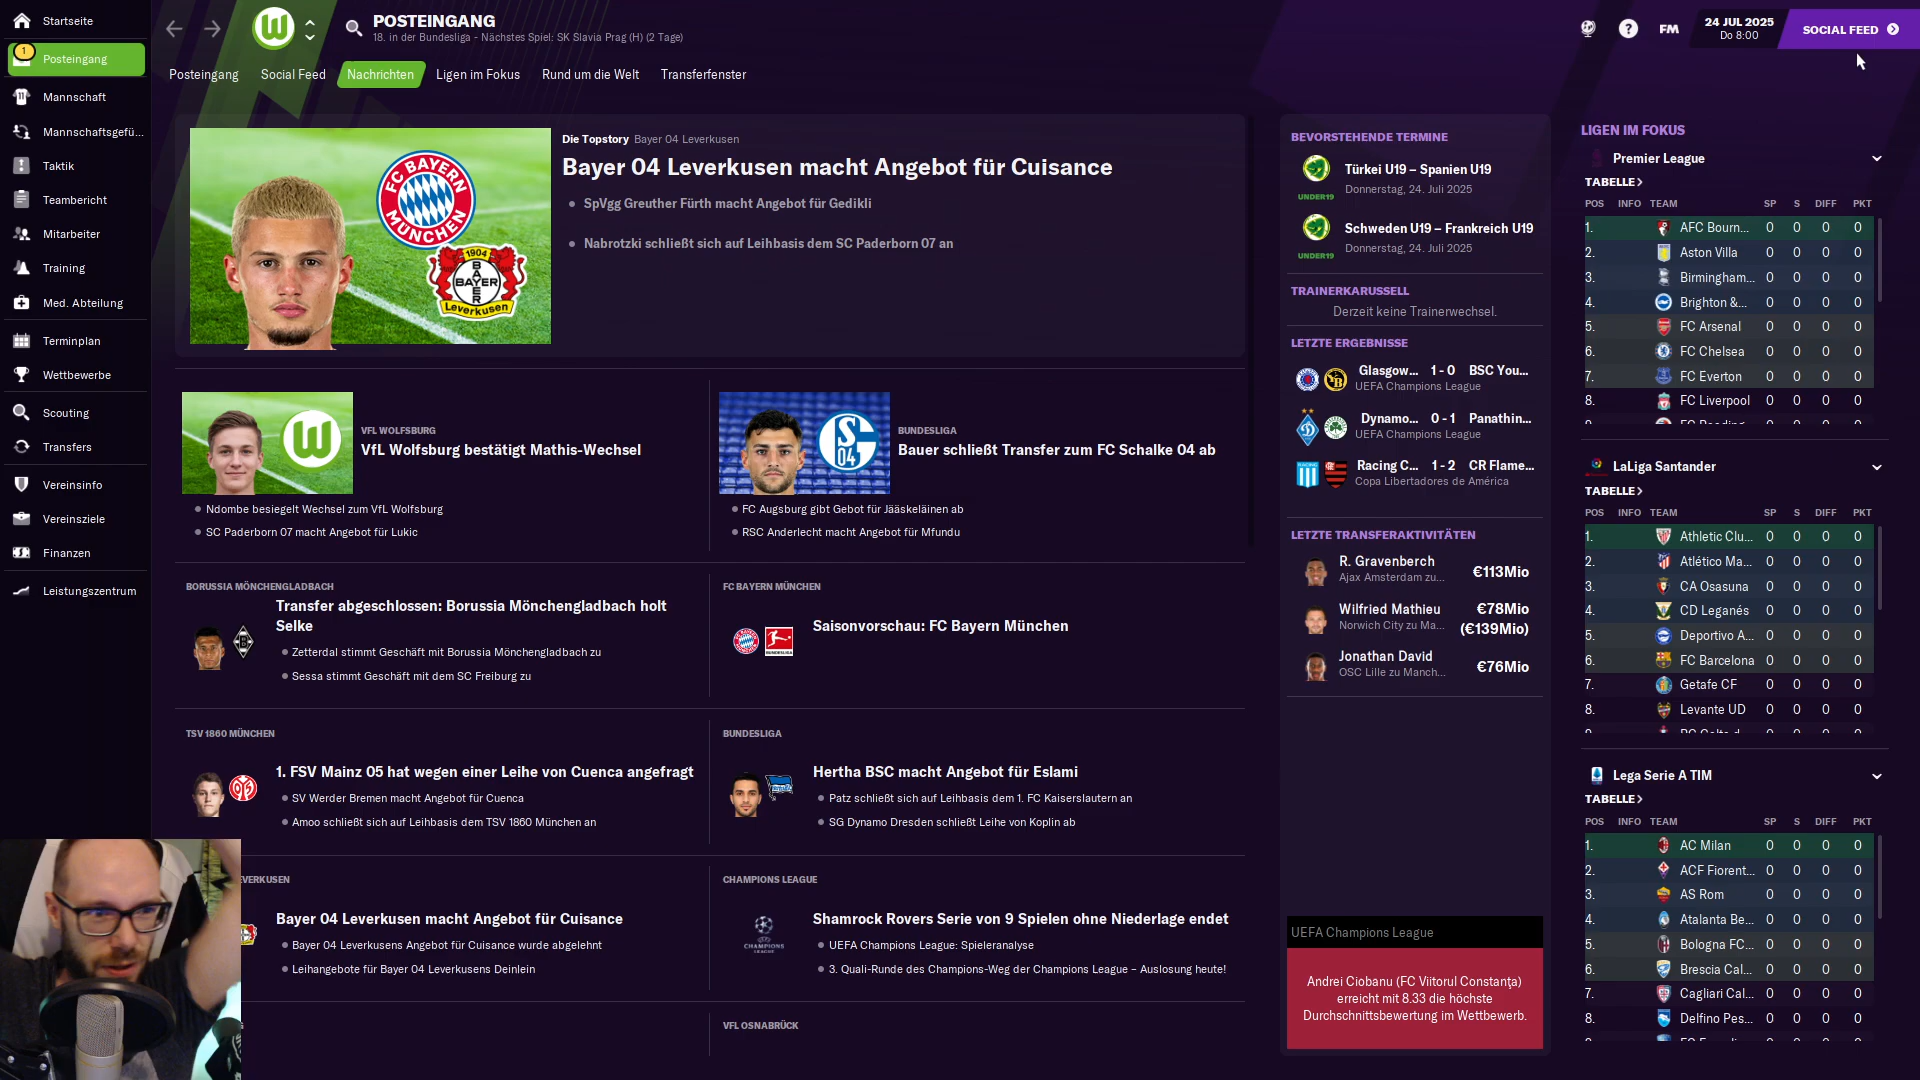 Startseite
1
Posteingang
Mannschaft
Mannschaftsgefü...
Taktik
Teambericht
Mitarbeiter
Training
Med. Abteilung
Terminplan
Wettbewerbe
Scouting
Transfers
Vereinsinfo
Vereinsziele
Finanzen
Leistungszentrum
POSTEINGANG
18. in der Bundesliga - Nächstes Spiel: SK Slavia Prag (H) (2 Tage)
FM
24 JUL 2025
Do 8:00
SOCIAL FEED
Posteingang
Social Feed
Nachrichten
Ligen im Fokus
Rund um die Welt
Transferfenster
FC BAYERN
MÜNCHEN
1904
BAYER
Leverkusen
Die Topstory Bayer 04 Leverkusen
Bayer 04 Leverkusen macht Angebot für Cuisance
SpVgg Greuther Fürth macht Angebot für Gedikli
Nabrotzki schließt sich auf Leihbasis dem SC Paderborn 07 an
VFL WOLFSBURG
VfL Wolfsburg bestätigt Mathis-Wechsel
Ndombe besiegelt Wechsel zum VfL Wolfsburg
SC Paderborn 07 macht Angebot für Lukic
BUNDESLIGA
Bauer schließt Transfer zum FC Schalke 04 ab
FC Augsburg gibt Gebot für Jääskeläinen ab
RSC Anderlecht macht Angebot für Mfundu
BORUSSIA MÖNCHENGLADBACH
Transfer abgeschlossen: Borussia Mönchengladbach holt
Selke
Zetterdal stimmt Geschäft mit Borussia Mönchengladbach zu
Sessa stimmt Geschäft mit dem SC Freiburg zu
FC BAYERN MÜNCHEN
Saisonvorschau: FC Bayern München
TSV 1860 MÜNCHEN
1. FSV Mainz 05 hat wegen einer Leihe von Cuenca angefragt
SV Werder Bremen macht Angebot für Cuenca
Amoo schließt sich auf Leihbasis dem TSV 1860 München an
BUNDESLIGA
Hertha BSC macht Angebot für Eslami
Patz schließt sich auf Leihbasis dem 1. FC Kaiserslautern an
SG Dynamo Dresden schließt Leihe von Koplin ab
EVERKUSEN
Bayer 04 Leverkusen macht Angebot für Cuisance
Bayer 04 Leverkusens Angebot für Cuisance wurde abgelehnt
Leihangebote für Bayer 04 Leverkusens Deinlein
CHAMPIONS LEAGUE
Shamrock Rovers Serie von 9 Spielen ohne Niederlage endet
UEFA Champions League: Spieleranalyse
3. Quali-Runde des Champions-Weg der Champions League – Auslosung heute!
VFL OSNABRÜCK
BEVORSTEHENDE TERMINE
UNDER19
Türkei U19 – Spanien U19
Donnerstag, 24. Juli 2025
UNDER19
Schweden U19 – Frankreich U19
Donnerstag, 24. Juli 2025
TRAINERKARUSSELL
Derzeit keine Trainerwechsel.
LETZTE ERGEBNISSE
Glasgow... 1 - 0 BSC You...
UEFA Champions League
Dynamo... 0 - 1 Panathin...
UEFA Champions League
Racing C... 1 - 2 CR Flame...
Copa Libertadores de América
LETZTE TRANSFERAKTIVITÄTEN
R. Gravenberch
Ajax Amsterdam zu...
€113Mio
Wilfried Mathieu
Norwich City zu Ma...
€78Mio
(€139Mio)
Jonathan David
OSC Lille zu Manch...
€76Mio
UEFA Champions League
Andrei Ciobanu (FC Viitorul Constanţa)
erreicht mit 8.33 die höchste
Durchschnittsbewertung im Wettbewerb.
LIGEN IM FOKUS
Premier League
TABELLE
POS INFO TEAM SP S DIFF PKT
1. AFC Bourn... 0 0 0 0
2. Aston Villa 0 0 0 0
3. Birmingham... 0 0 0 0
4. Brighton &... 0 0 0 0
5. FC Arsenal 0 0 0 0
6. FC Chelsea 0 0 0 0
7. FC Everton 0 0 0 0
8. FC Liverpool 0 0 0 0
LaLiga Santander
TABELLE
POS INFO TEAM SP S DIFF PKT
1. Athletic Clu... 0 0 0 0
2. Atlético Ma... 0 0 0 0
3. CA Osasuna 0 0 0 0
4. CD Leganés 0 0 0 0
5. Deportivo A... 0 0 0 0
6. FC Barcelona 0 0 0 0
7. Getafe CF 0 0 0 0
8. Levante UD 0 0 0 0
Lega Serie A TIM
TABELLE
POS INFO TEAM SP S DIFF PKT
1. AC Milan 0 0 0 0
2. ACF Fiorent... 0 0 0 0
3. AS Rom 0 0 0 0
4. Atalanta Be... 0 0 0 0
5. Bologna FC... 0 0 0 0
6. Brescia Cal... 0 0 0 0
7. Cagliari Cal... 0 0 0 0
8. Delfino Pes... 0 0 0 0